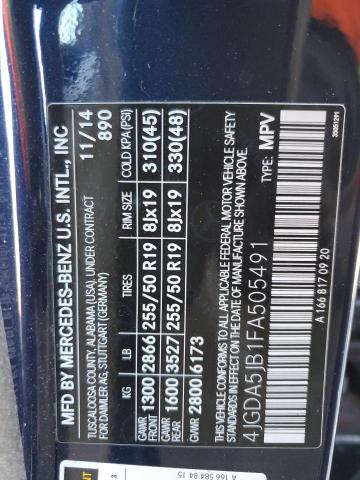 MFD BY MERCEDES-BENZ U.S. INTL., INC
TUSCALOOSA COUNTY, ALABAMA (USA), UNDER CONTRACT 11/14
FOR DAIMLER AG, STUTTGART (GERMANY) 890
KG LB TIRES RIM SIZE COLD KPA(PSI)
GAWR FRONT 1300 2866 255/50 R19 8Jx19 310(45)
GAWR REAR 1600 3527 255/50 R19 8Jx19 330(48)
GVWR 2800 6173
THIS VEHICLE CONFORMS TO ALL APPLICABLE FEDERAL MOTOR VEHICLE SAFETY
STANDARDS IN EFFECT ON THE DATE OF MANUFACTURE SHOWN ABOVE.
4JGDA5JB1FA505491 TYPE: MPV
A 166 817 09 20
38051291
A 166 584 84 15